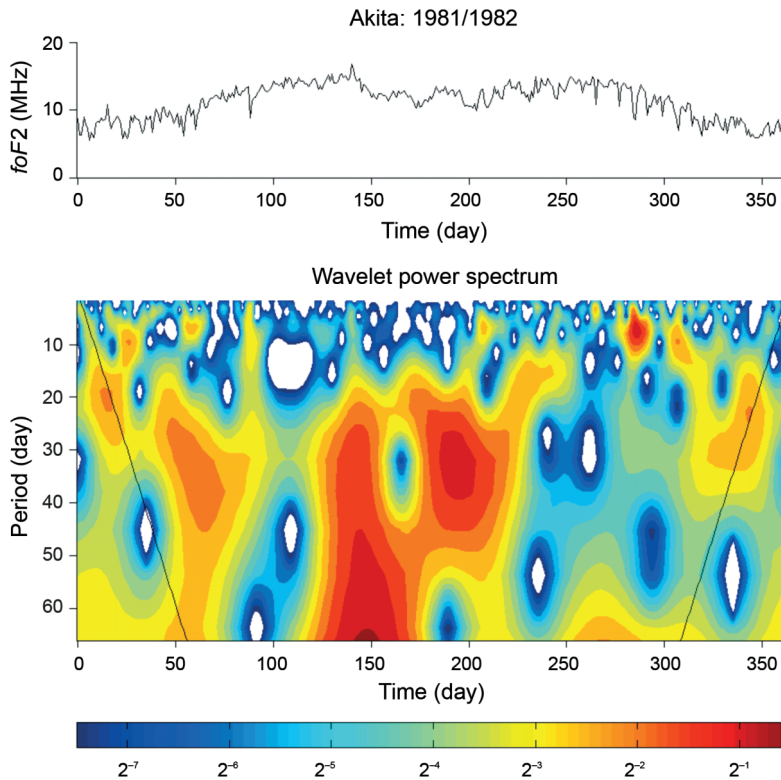 Akita: 1981/1982
20
10
0
foF2 (MHz)
0 50 100 150 200 250 300 350
Time (day)
Wavelet power spectrum
10
20
30
40
50
60
Period (day)
0 50 100 150 200 250 300 350
Time (day)
2⁻⁷ 2⁻⁶ 2⁻⁵ 2⁻⁴ 2⁻³ 2⁻² 2⁻¹